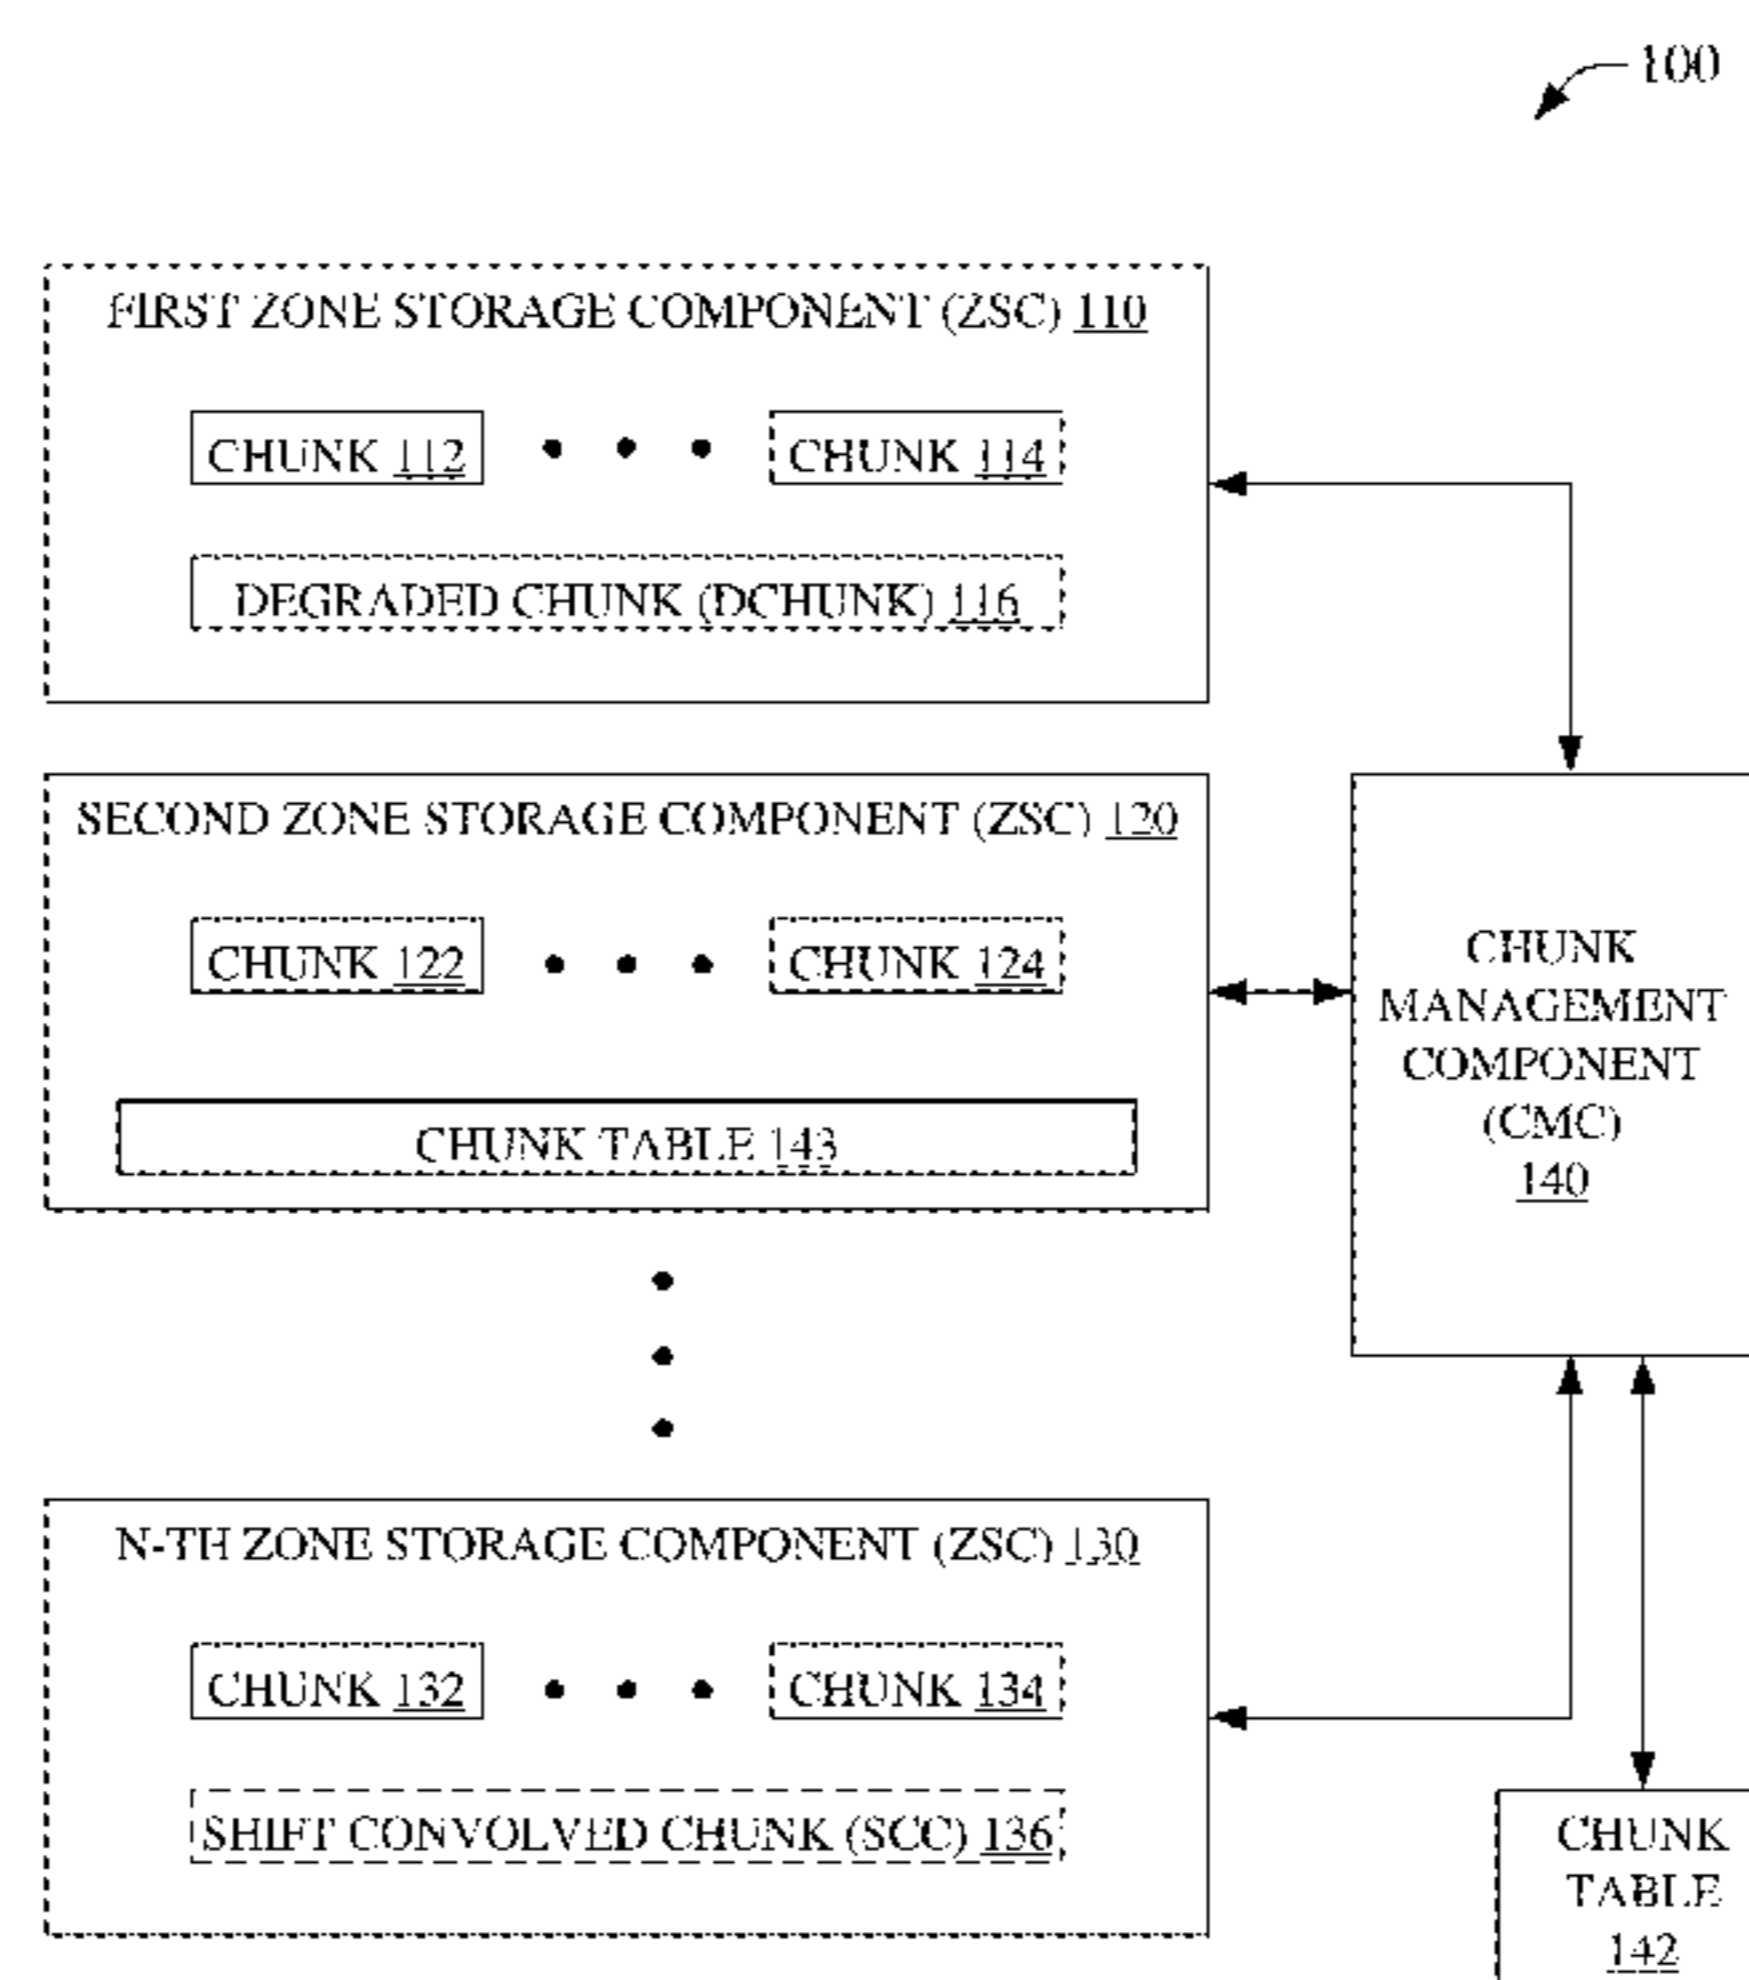 100
FIRST ZONE STORAGE COMPONENT (ZSC) 110
CHUNK 112
CHUNK 114
DEGRADED CHUNK (DCHUNK) 116
SECOND ZONE STORAGE COMPONENT (ZSC) 120
CHUNK 122
CHUNK 124
CHUNK TABLE 143
CHUNK
MANAGEMENT
COMPONENT
(CMC)
140
N-TH ZONE STORAGE COMPONENT (ZSC) 130
CHUNK 132
CHUNK 134
SHIFT CONVOLVED CHUNK (SCC) 136
CHUNK
TABLE
142